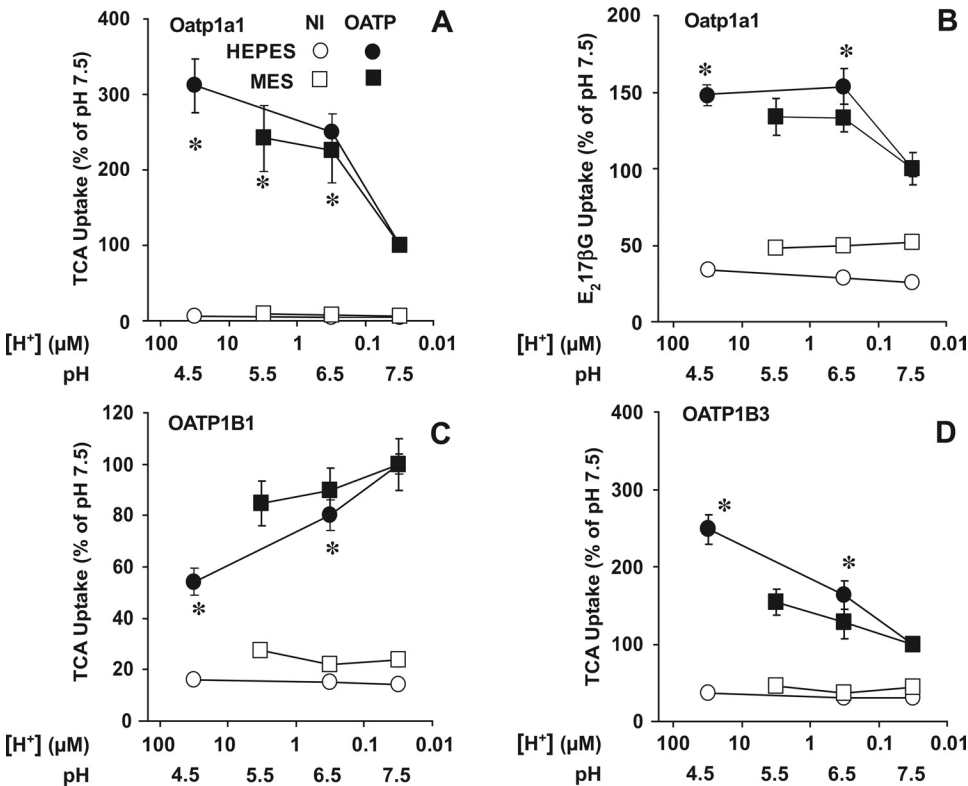 Oatp1a1
A
NI OATP
HEPES
MES
TCA Uptake (% of pH 7.5)
400
300
200
100
0
[H⁺] (μM) 100 10 1 0.1 0.01
pH 4.5 5.5 6.5 7.5
*
*
*
Oatp1a1
B
E₂17βG Uptake (% of pH 7.5)
200
150
100
50
0
[H⁺] (μM) 100 10 1 0.1 0.01
pH 4.5 5.5 6.5 7.5
*
*
OATP1B1
C
TCA Uptake (% of pH 7.5)
120
100
80
60
40
20
0
[H⁺] (μM) 100 10 1 0.1 0.01
pH 4.5 5.5 6.5 7.5
*
*
OATP1B3
D
TCA Uptake (% of pH 7.5)
400
300
200
100
0
[H⁺] (μM) 100 10 1 0.1 0.01
pH 4.5 5.5 6.5 7.5
*
*